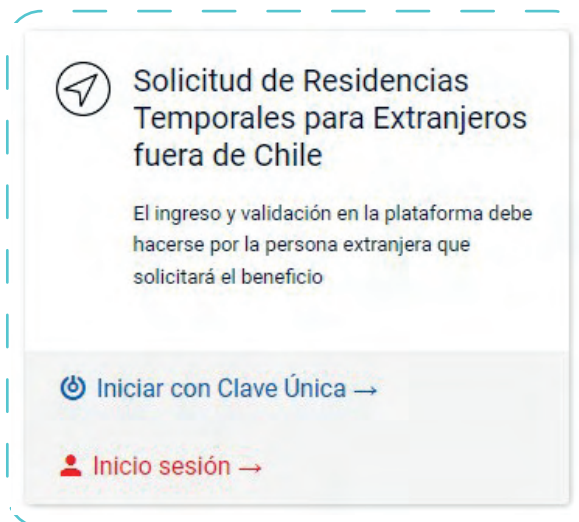 Solicitud de Residencias
Temporales para Extranjeros
fuera de Chile
El ingreso y validación en la plataforma debe
hacerse por la persona extranjera que
solicitará el beneficio
Iniciar con Clave Única →
Inicio sesión →